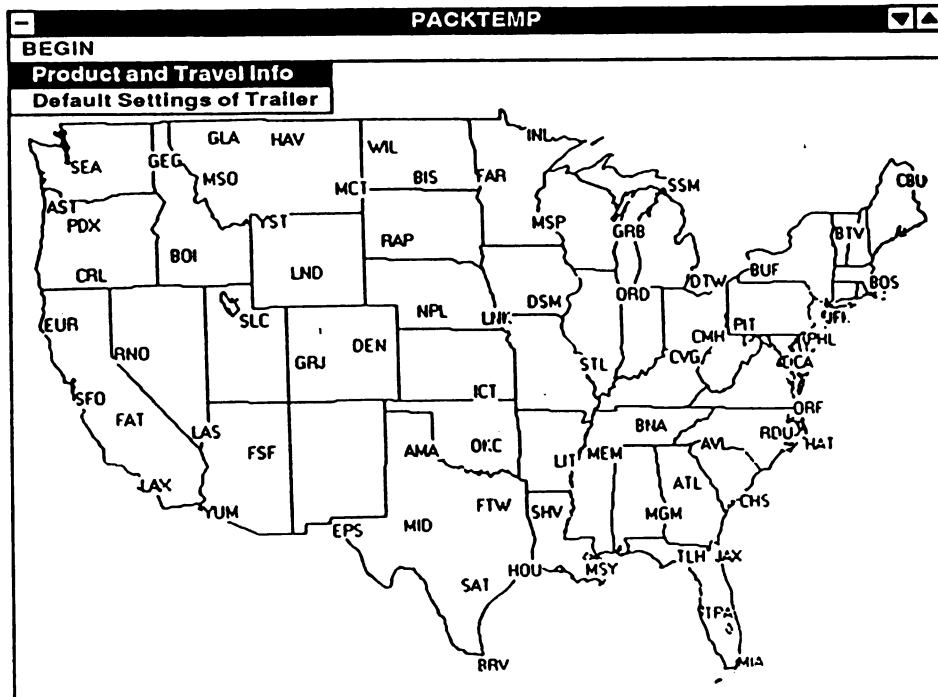 PACKTEMP
BEGIN
Product and Travel Info
Default Settings of Trailer
INL
GLA HAV
WIL
SEA GEG
MSO
MCT BIS FAR
SSM
CBU
AST
PDX
YST
MSP
GRB
BTV
RAP
BOI
CRL
LND
BUF
DTW
BOS
NPL
DSM
ORD
LNK
JFK
EUR
SLC
RNO
GRJ
DEN
STL
CVG
CMH
PIT
PHL
DCA
SFO
FAT
ICT
ORF
LAS
FSF
AMA
OKC
LIT
MEM
BNA
AVL
RDU
HAT
LAX
YUM
EPS
MID
FTW
SHV
MGM
ATL
CHS
SAT
HOU
MSY
TLH
JAX
TPA
BRV
MIA